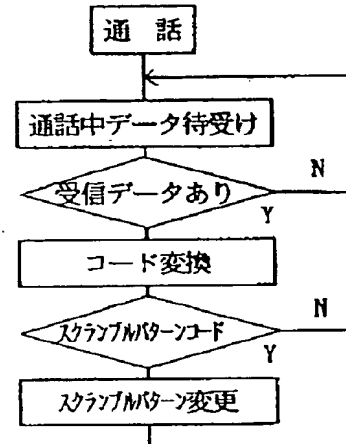 通 話
通話中データ待受け
受信データあり
N
Y
コード変換
スクランブルパターンコード
N
Y
スクランブルパターン変更